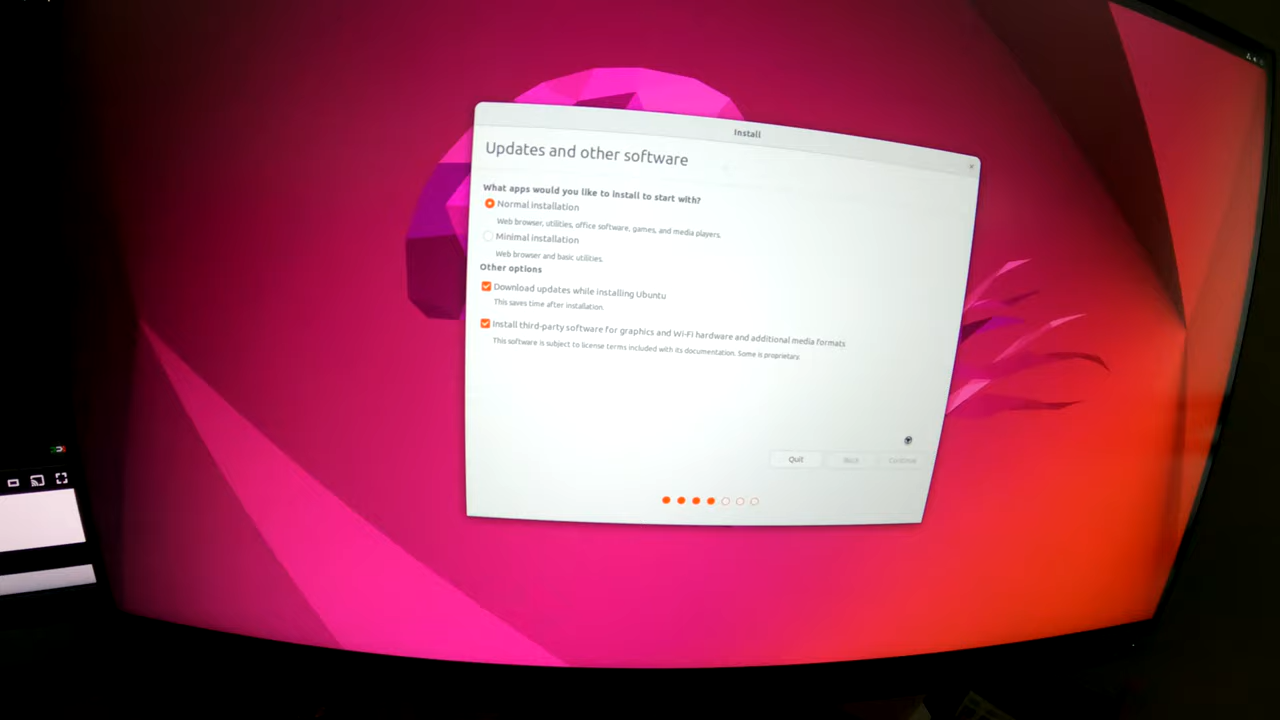 Install
Updates and other software
What apps would you like to install to start with?
Normal installation
Web browser, utilities, office software, games, and media players.
Minimal installation
Web browser and basic utilities.
Other options
Download updates while installing Ubuntu
This saves time after installation.
Install third-party software for graphics and Wi-Fi hardware and additional media formats
This software is subject to license terms included with its documentation. Some is proprietary.
Quit Back Continue